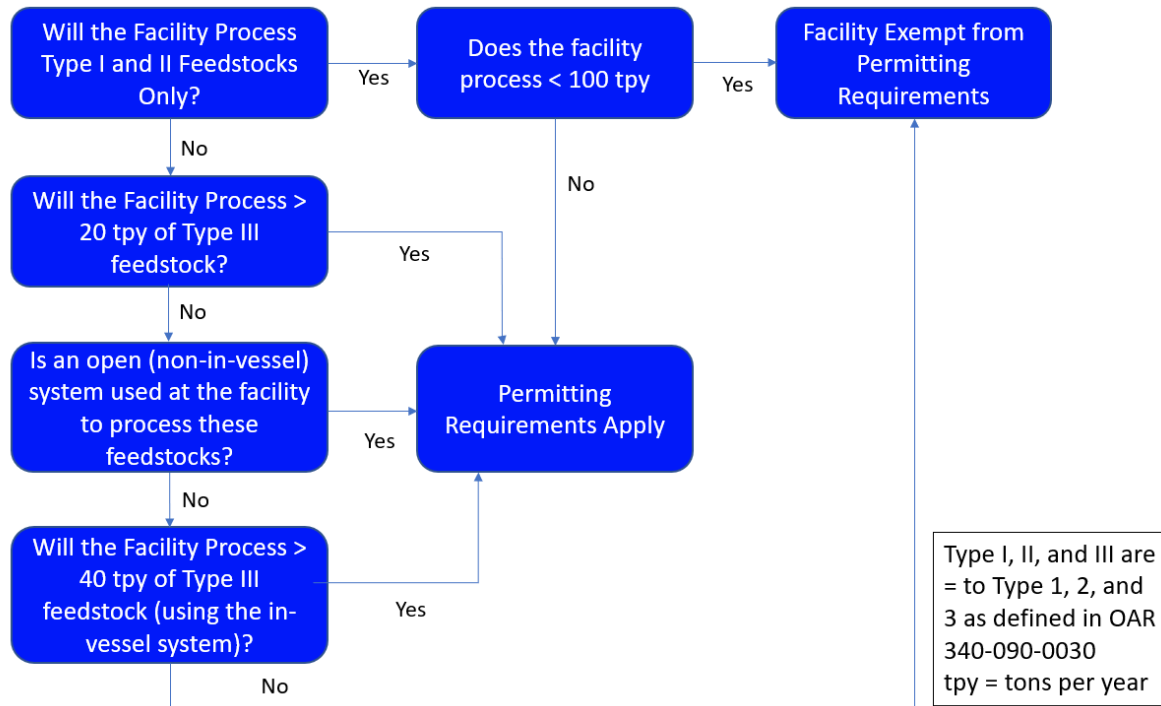 Will the Facility Process
Type I and II Feedstocks
Only?
Yes
Does the facility
process < 100 tpy
Yes
Facility Exempt from
Permitting
Requirements
No
No
Will the Facility Process >
20 tpy of Type III
feedstock?
Yes
No
Is an open (non-in-vessel)
system used at the facility
to process these
feedstocks?
Yes
Permitting
Requirements Apply
No
Will the Facility Process >
40 tpy of Type III
feedstock (using the in-
vessel system)?
Yes
No
Type I, II, and III are
= to Type 1, 2, and
3 as defined in OAR
340-090-0030
tpy = tons per year